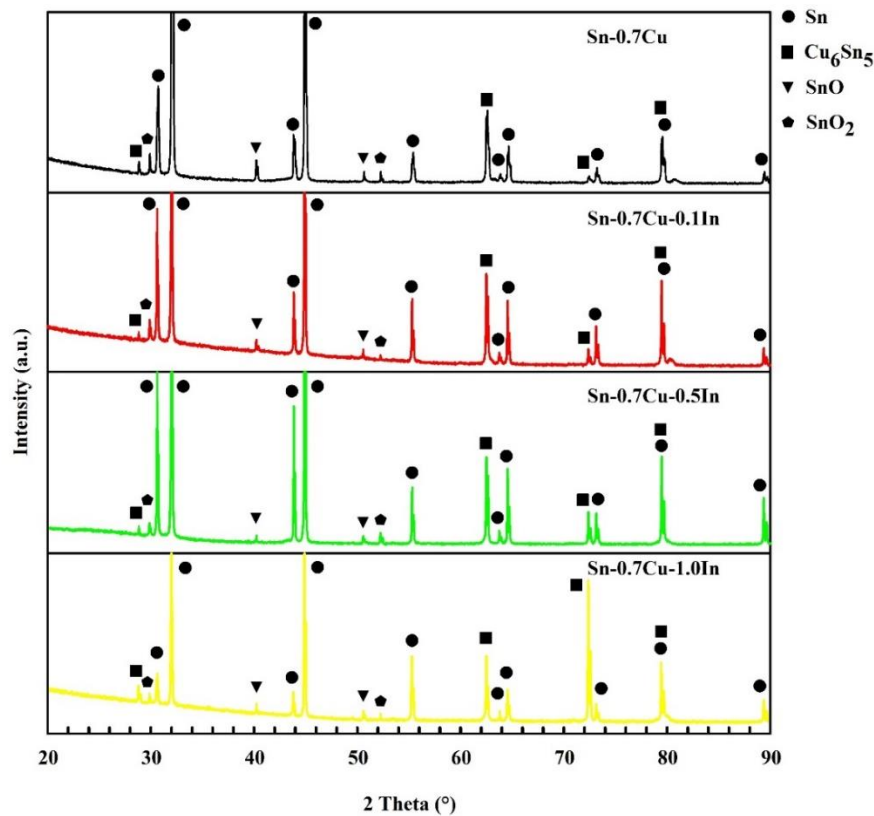 Sn-0.7Cu
Sn
Cu6Sn5
SnO
SnO2
Sn-0.7Cu-0.1In
Sn-0.7Cu-0.5In
Sn-0.7Cu-1.0In
Intensity (a.u.)
20 30 40 50 60 70 80 90
2 Theta (°)